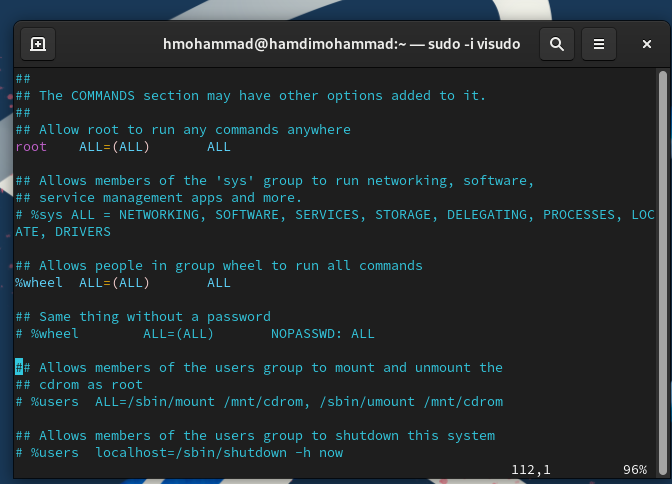 hmohammad@hamdimohammad:~ — sudo -i visudo
##
## The COMMANDS section may have other options added to it.
##
## Allow root to run any commands anywhere
root    ALL=(ALL)       ALL
## Allows members of the 'sys' group to run networking, software,
## service management apps and more.
# %sys ALL = NETWORKING, SOFTWARE, SERVICES, STORAGE, DELEGATING, PROCESSES, LOC
ATE, DRIVERS
## Allows people in group wheel to run all commands
%wheel  ALL=(ALL)       ALL
## Same thing without a password
# %wheel        ALL=(ALL)       NOPASSWD: ALL
## Allows members of the users group to mount and unmount the
## cdrom as root
# %users  ALL=/sbin/mount /mnt/cdrom, /sbin/umount /mnt/cdrom
## Allows members of the users group to shutdown this system
# %users  localhost=/sbin/shutdown -h now
112,1         96%